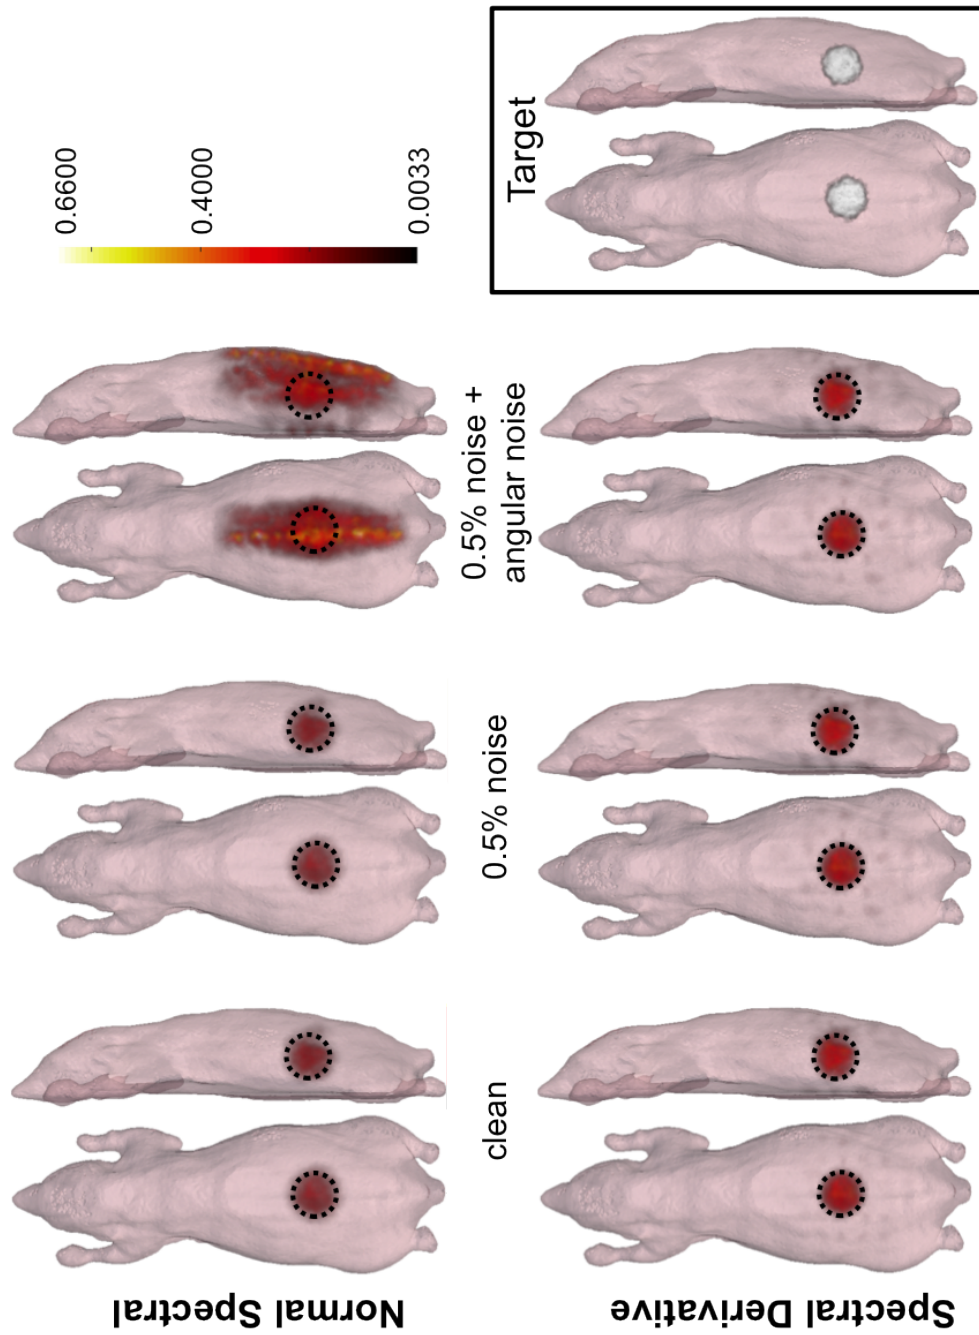 Normal Spectral
clean
0.5% noise
0.5% noise +
angular noise
0.6600
0.4000
0.0033
Spectral Derivative
Target